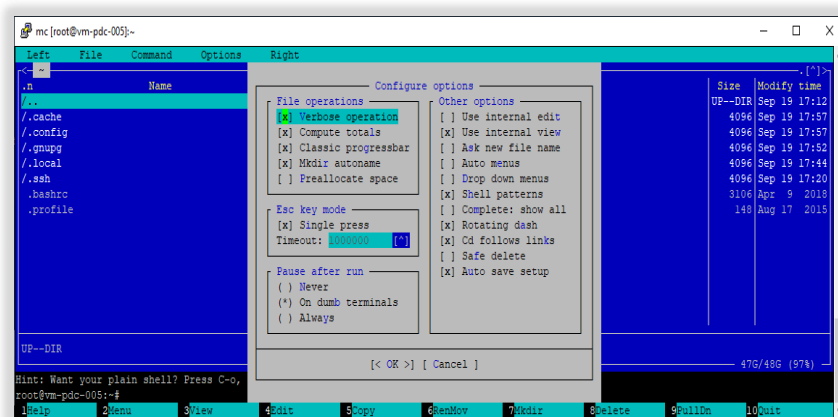 mc [root@vm-pdc-005]:~
Left File Command Options Right
<- ~ .[^]>
.n Name Size Modify time
/.. UP--DIR Sep 19 17:12
/.cache 4096 Sep 19 17:57
/.config 4096 Sep 19 17:57
/.gnupg 4096 Sep 19 17:52
/.local 4096 Sep 19 17:44
/.ssh 4096 Sep 19 17:20
.bashrc 3106 Apr 9 2018
.profile 148 Aug 17 2015
Configure options
File operations
[x] Verbose operation
[x] Compute totals
[x] Classic progressbar
[x] Mkdir autoname
[ ] Preallocate space
Esc key mode
[x] Single press
Timeout: 1000000 [^]
Pause after run
( ) Never
(*) On dumb terminals
( ) Always
Other options
[ ] Use internal edit
[x] Use internal view
[ ] Ask new file name
[ ] Auto menus
[ ] Drop down menus
[x] Shell patterns
[ ] Complete: show all
[x] Rotating dash
[x] Cd follows links
[ ] Safe delete
[x] Auto save setup
[< OK >] [ Cancel ]
UP--DIR
47G/48G (97%)
Hint: Want your plain shell? Press C-o,
root@vm-pdc-005:~#
1Help 2Menu 3View 4Edit 5Copy 6RenMov 7Mkdir 8Delete 9PullDn 10Quit